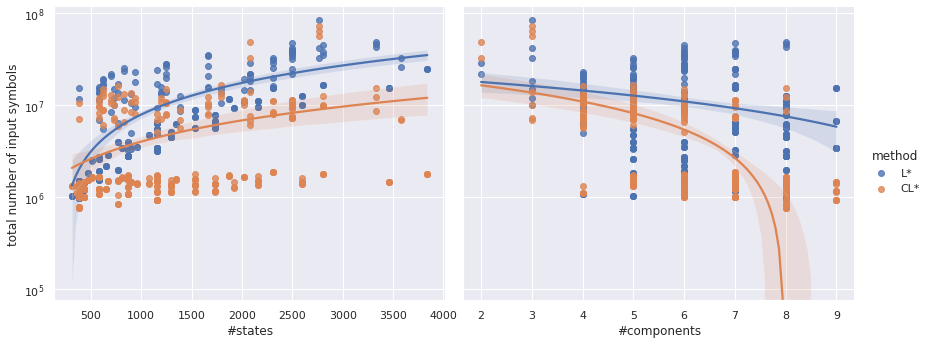 total number of input symbols
10^8
10^7
10^6
10^5
500 1000 1500 2000 2500 3000 3500 4000
#states
2 3 4 5 6 7 8 9
#components
method
L*
CL*